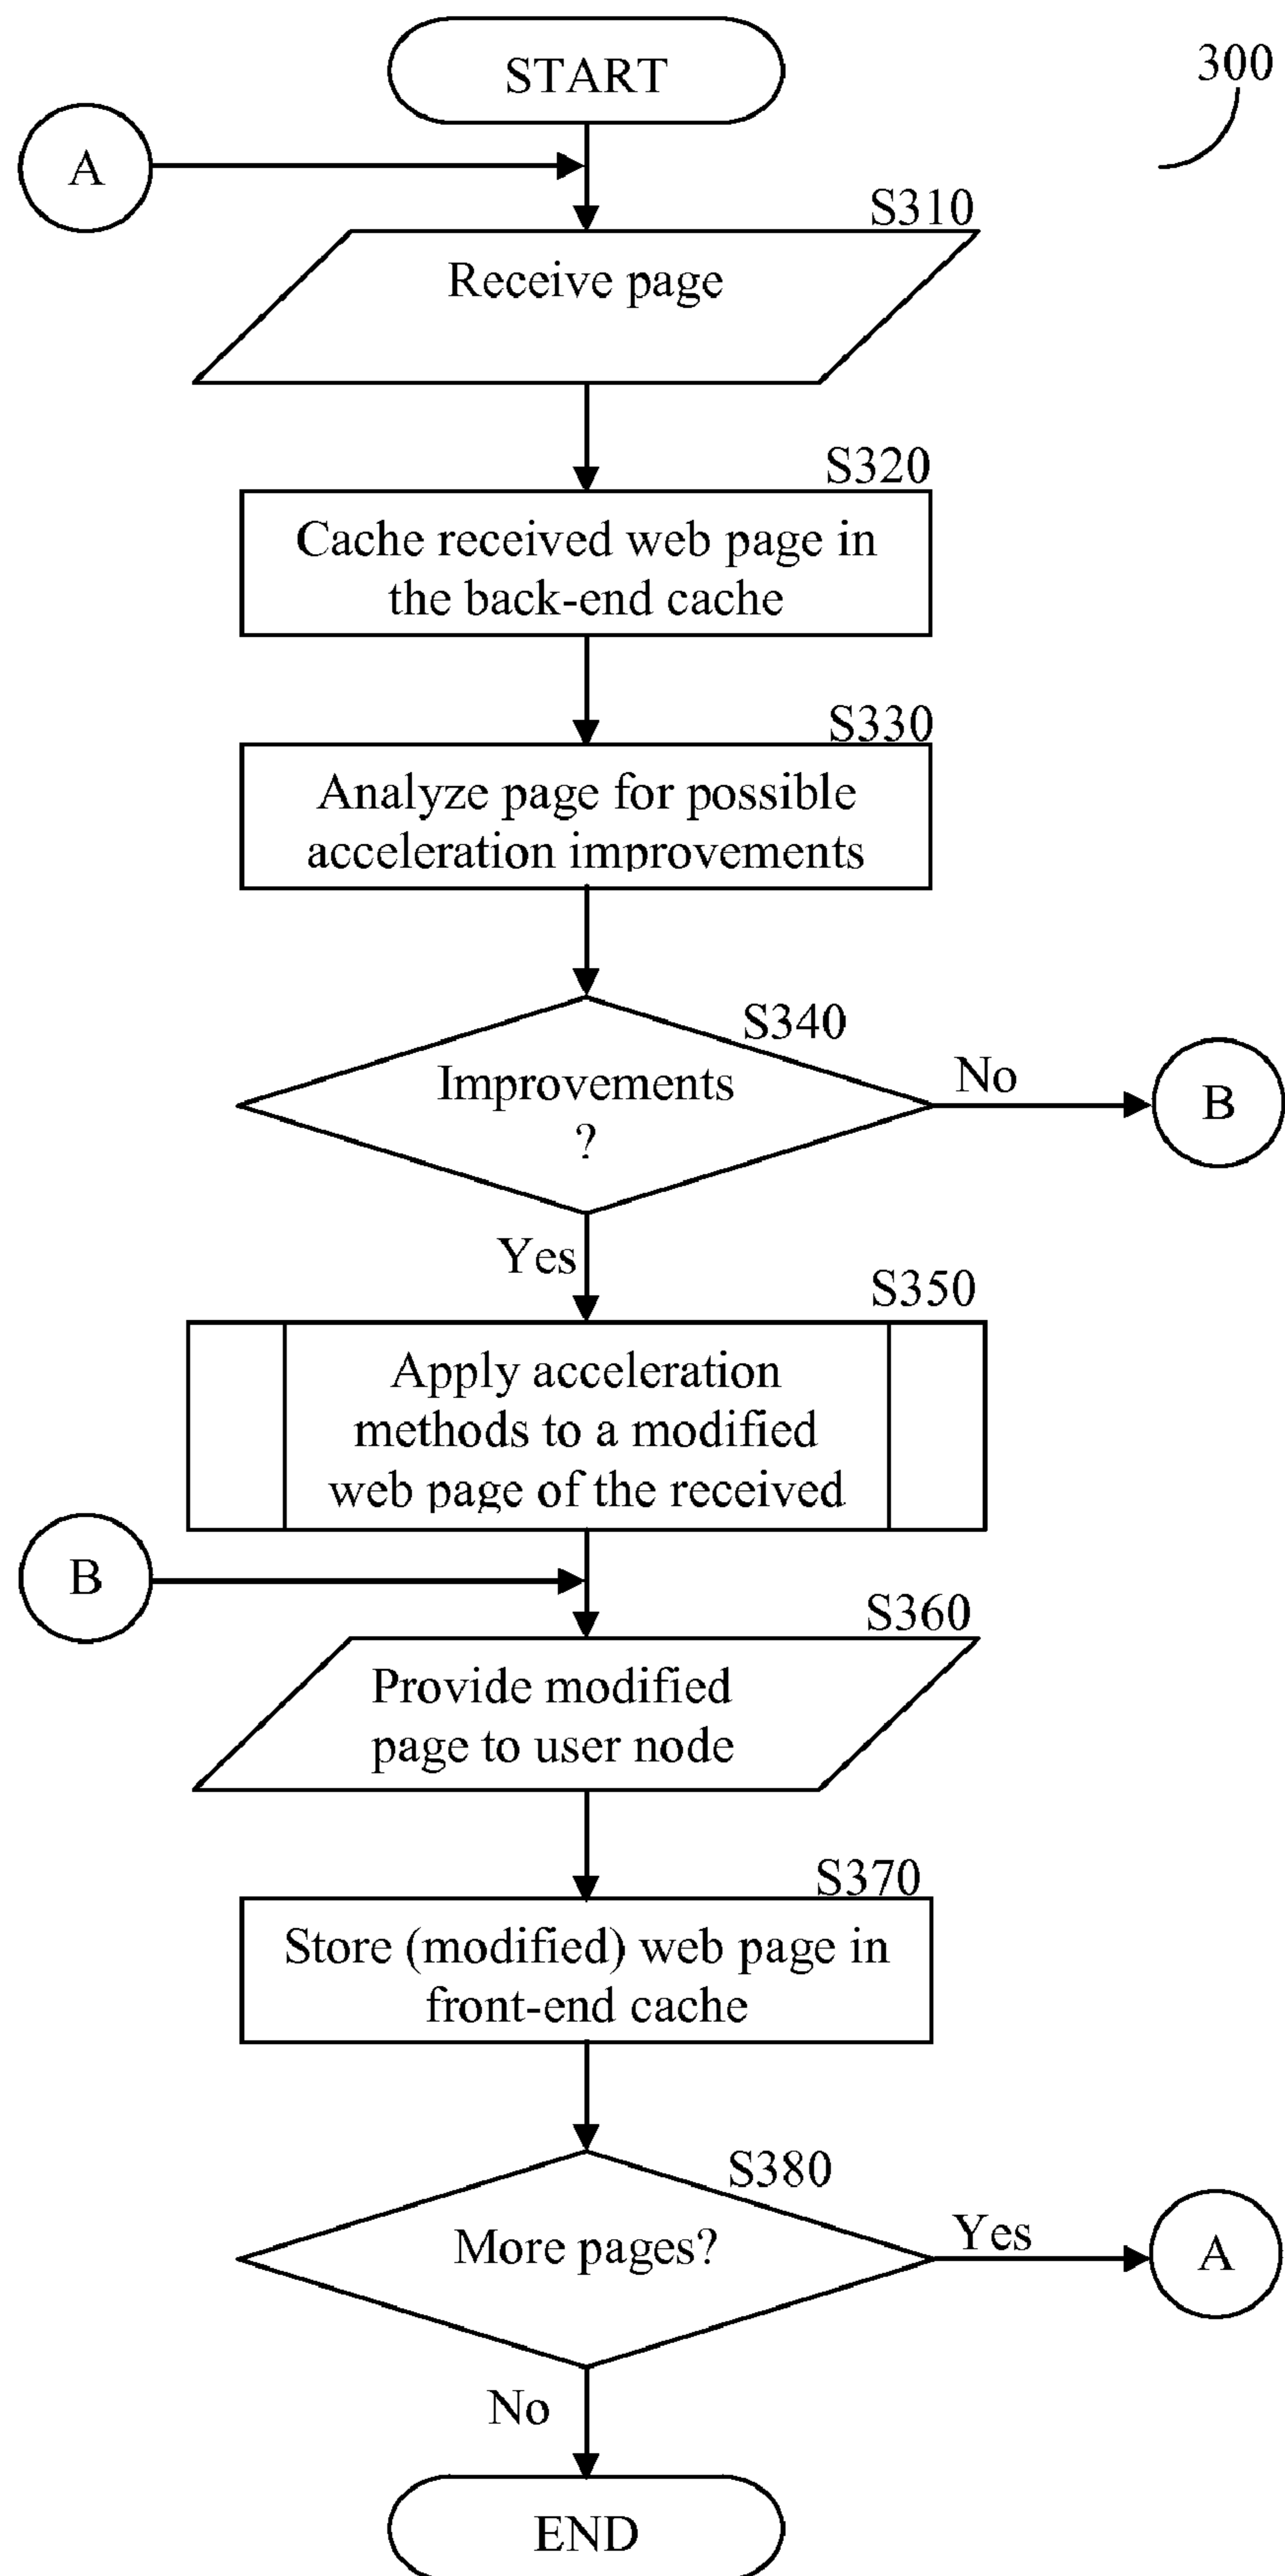 START
300
A
S310
Receive page
S320
Cache received web page in
the back-end cache
S330
Analyze page for possible
acceleration improvements
S340
Improvements
?
No
B
Yes
S350
Apply acceleration
methods to a modified
web page of the received
B
S360
Provide modified
page to user node
S370
Store (modified) web page in
front-end cache
S380
More pages?
Yes
A
No
END